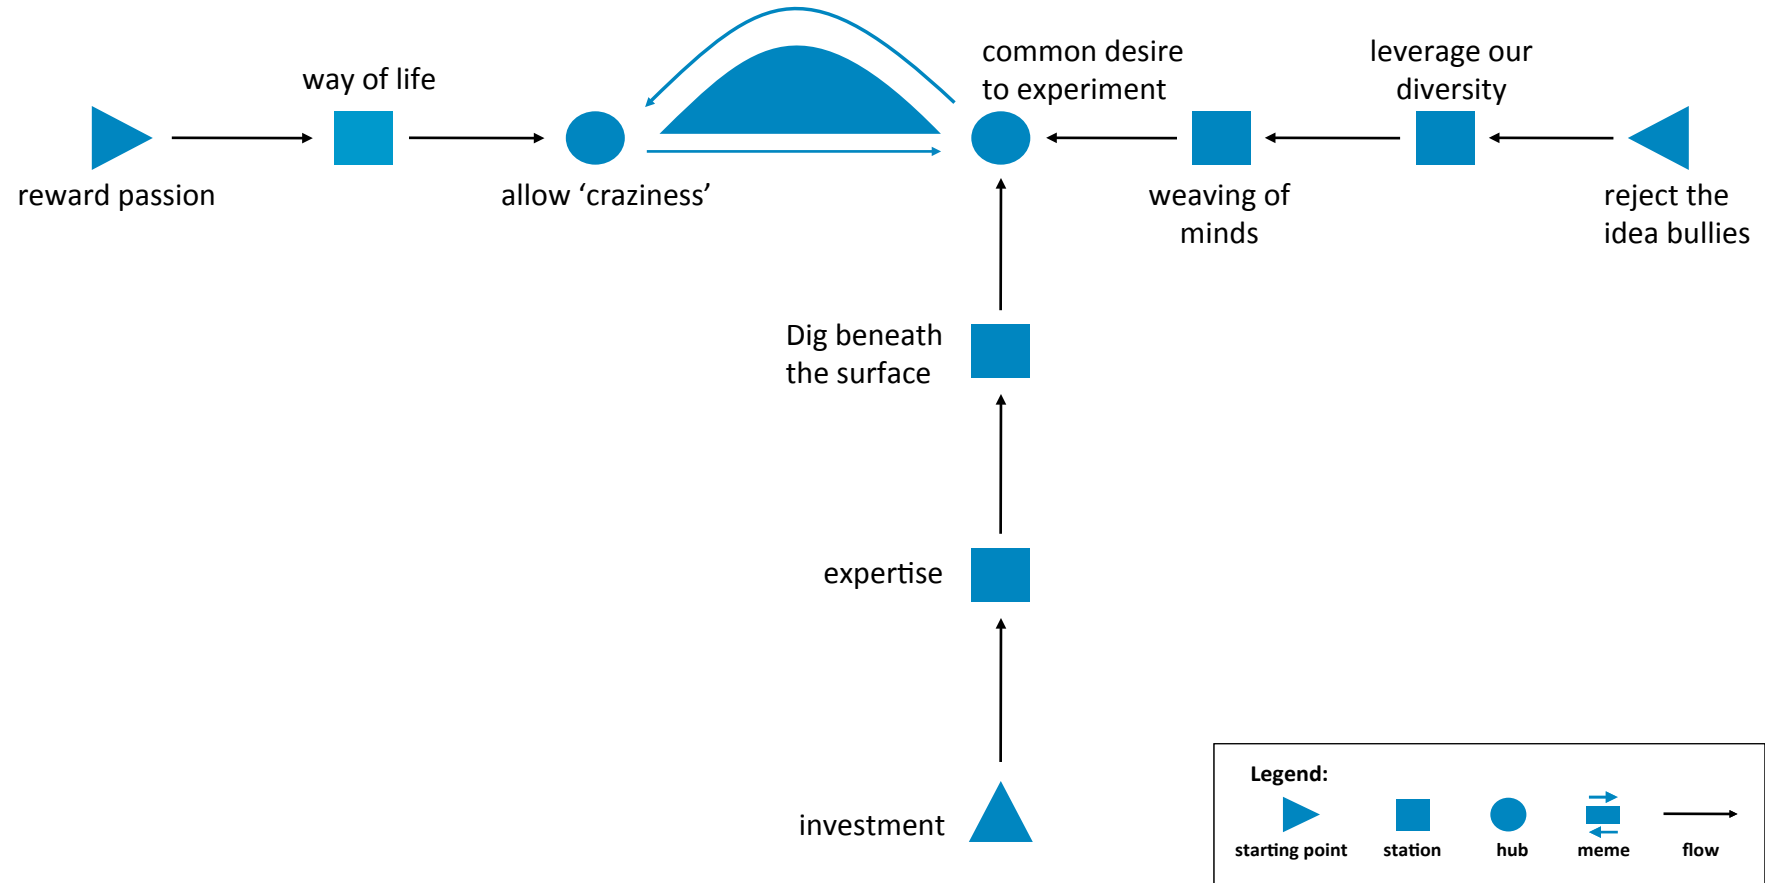 way of life
reward passion
allow ‘craziness’
common desire
to experiment
leverage our
diversity
weaving of
minds
reject the
idea bullies
Dig beneath
the surface
expertise
investment
Legend:
starting point
station
hub
meme
flow